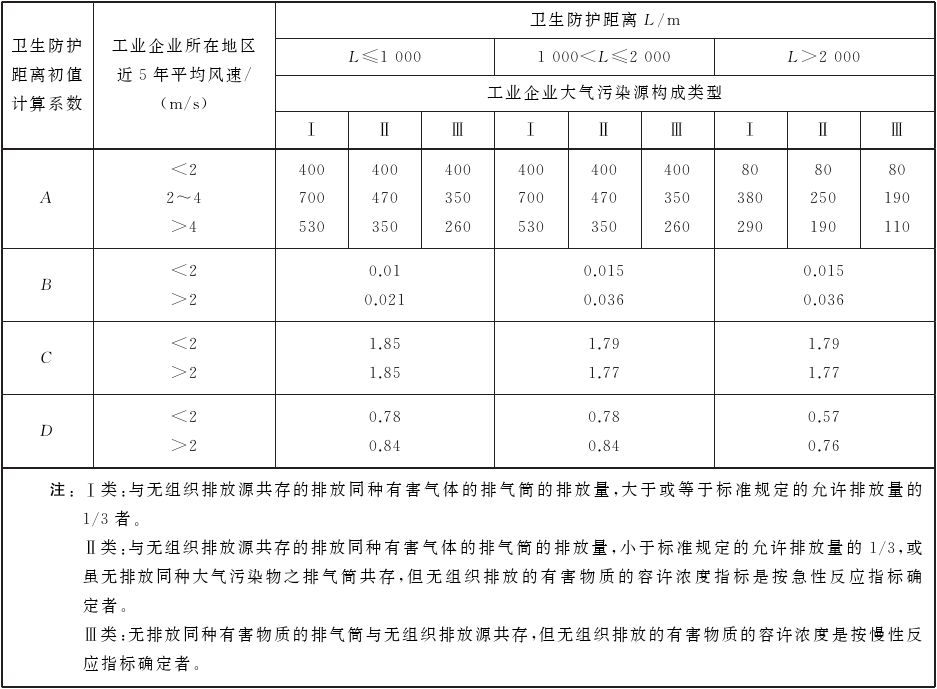 卫生防护距离初值计算系数 工业企业所在地区近 5 年平均风速/(m/s) 卫生防护距离 L/m
L≤1 000 1 000<L≤2 000 L>2 000
工业企业大气污染源构成类型
Ⅰ Ⅱ Ⅲ Ⅰ Ⅱ Ⅲ Ⅰ Ⅱ Ⅲ
A
<2 400 400 400 400 400 400 80 80 80
2～4 700 470 350 700 470 350 380 250 190
>4 530 350 260 530 350 260 290 190 110
B
<2 0.01 0.015 0.015
>2 0.021 0.036 0.036
C
<2 1.85 1.79 1.79
>2 1.85 1.77 1.77
D
<2 0.78 0.78 0.57
>2 0.84 0.84 0.76
注：Ⅰ类：与无组织排放源共存的排放同种有害气体的排气筒的排放量，大于或等于标准规定的允许排放量的
1/3 者。
Ⅱ类：与无组织排放源共存的排放同种有害气体的排气筒的排放量，小于标准规定的允许排放量的 1/3，或
虽无排放同种大气污染物之排气筒共存，但无组织排放的有害物质的容许浓度指标是按急性反应指标确
定者。
Ⅲ类：无排放同种有害物质的排气筒与无组织排放源共存，但无组织排放的有害物质的容许浓度是按慢性反
应指标确定者。